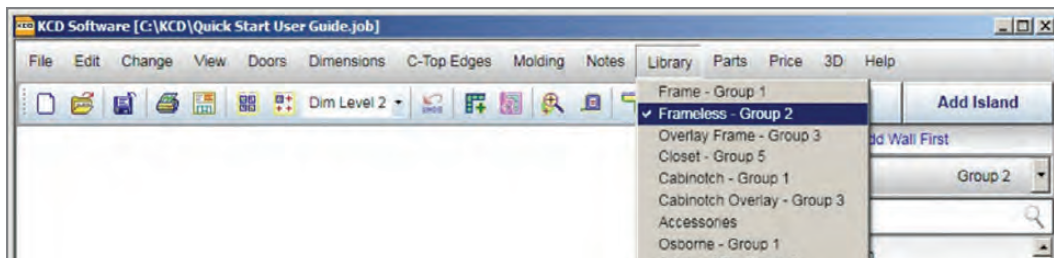 KCD Software [C:\KCD\Quick Start User Guide.job]
File Edit Change View Doors Dimensions C-Top Edges Molding Notes Library Parts Price 3D Help
Dim Level 2
Add Island
Frame - Group 1
Frameless - Group 2
Overlay Frame - Group 3
Closet - Group 5
Cabinotch - Group 1
Cabinotch Overlay - Group 3
Accessories
Osborne - Group 1
Wall First
Group 2